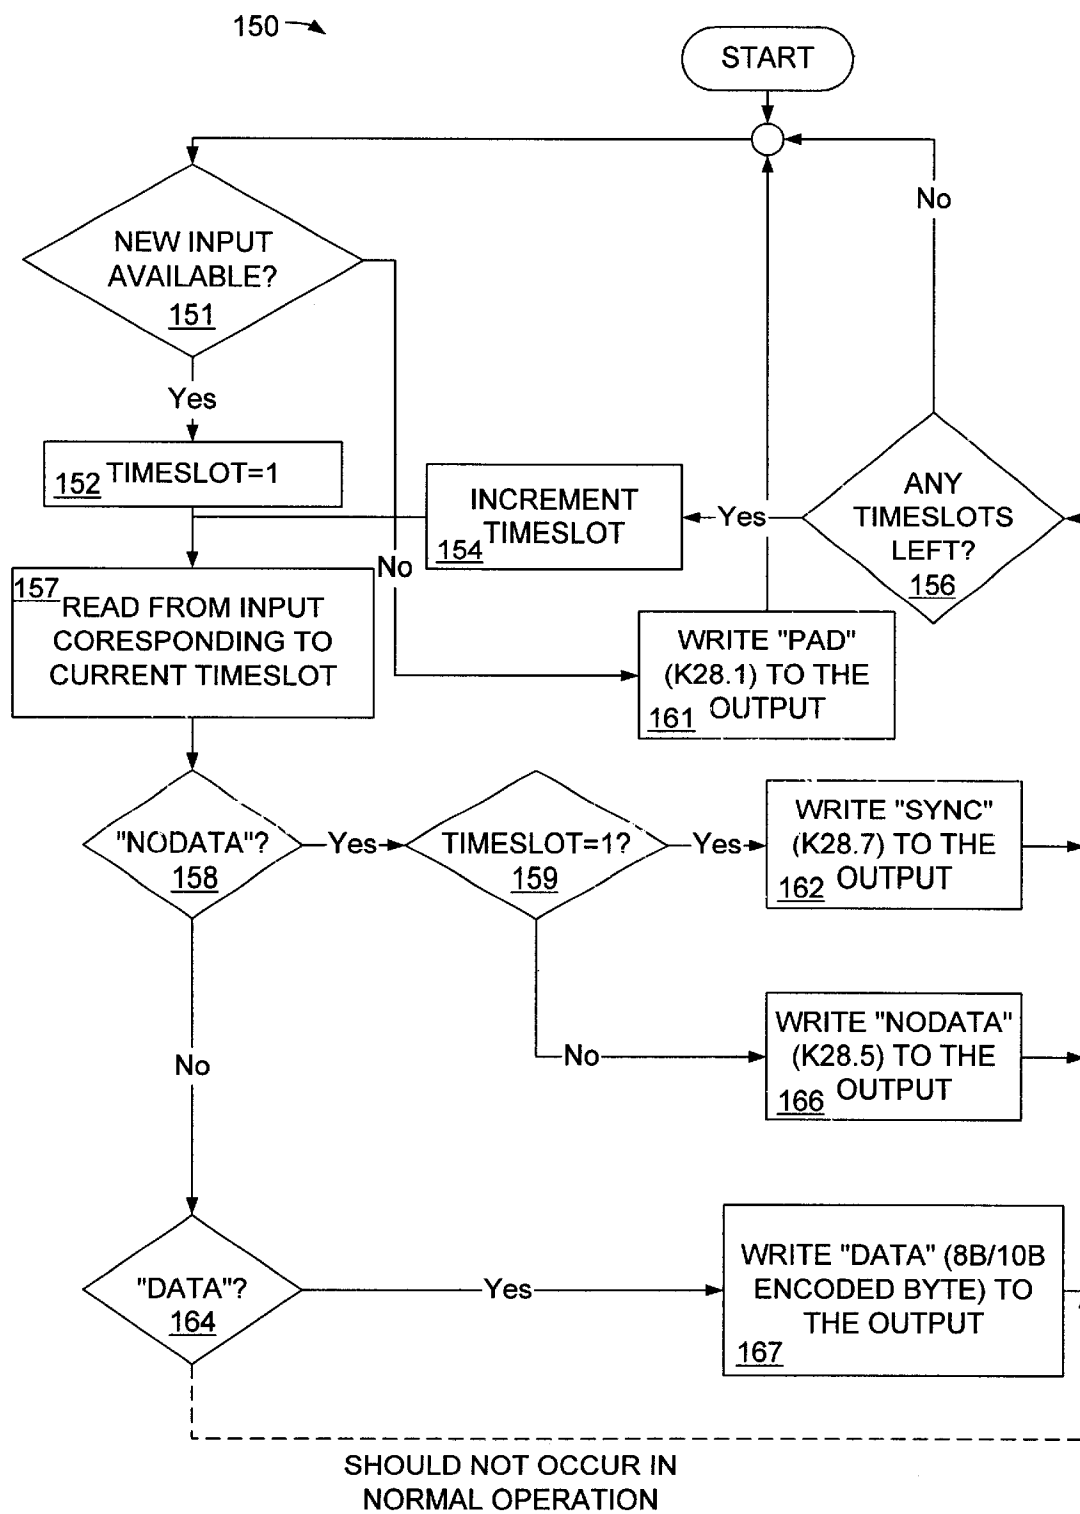 150
START
No
NEW INPUT
AVAILABLE?
151
Yes
152 TIMESLOT=1
INCREMENT
TIMESLOT
154
Yes
ANY
TIMESLOTS
LEFT?
156
No
157
READ FROM INPUT
CORESPONDING TO
CURRENT TIMESLOT
WRITE "PAD"
(K28.1) TO THE
161 OUTPUT
"NODATA"?
158
Yes
TIMESLOT=1?
159
Yes
WRITE "SYNC"
(K28.7) TO THE
162 OUTPUT
No
WRITE "NODATA"
(K28.5) TO THE
166 OUTPUT
No
"DATA"?
164
Yes
WRITE "DATA" (8B/10B
ENCODED BYTE) TO
THE OUTPUT
167
SHOULD NOT OCCUR IN
NORMAL OPERATION